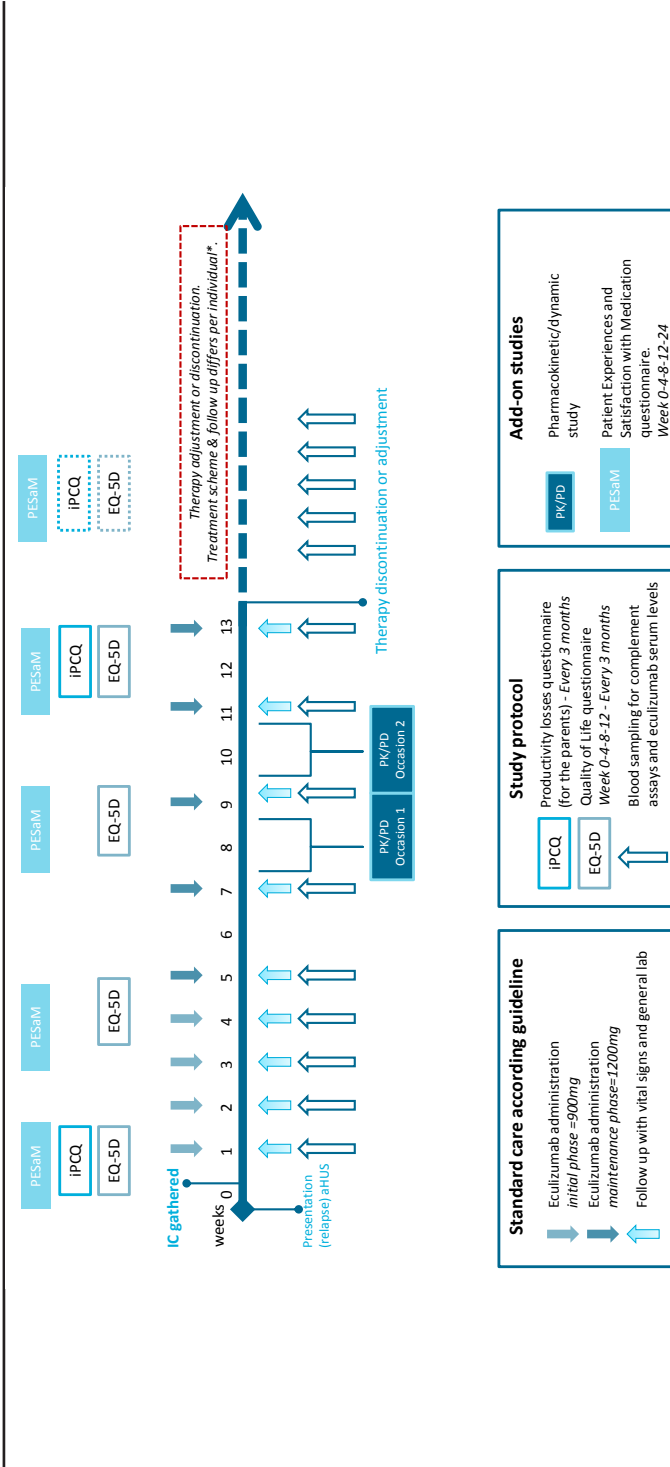 PESaM
PESaM
PESaM
PESaM
PESaM
iPCQ
iPCQ
iPCQ
EQ-5D
EQ-5D
EQ-5D
EQ-5D
EQ-5D
IC gathered
Therapy adjustment or discontinuation.
Treatment scheme & follow up differs per individual*.
weeks
0 1 2 3 4 5 6 7 8 9 10 11 12 13
Presentation
(relapse) aHUS
PK/PD
Occasion 1
PK/PD
Occasion 2
Therapy discontinuation or adjustment
Standard care according guideline
Eculizumab administration
initial phase =900mg
Eculizumab administration
maintenance phase=1200mg
Follow up with vital signs and general lab
Study protocol
iPCQ
Productivity losses questionnaire
(for the parents) - Every 3 months
EQ-5D
Quality of Life questionnaire
Week 0-4-8-12 - Every 3 months
Blood sampling for complement
assays and eculizumab serum levels
Add-on studies
PK/PD
Pharmacokinetic/dynamic
study
PESaM
Patient Experiences and
Satisfaction with Medication
questionnaire.
Week 0-4-8-12-24